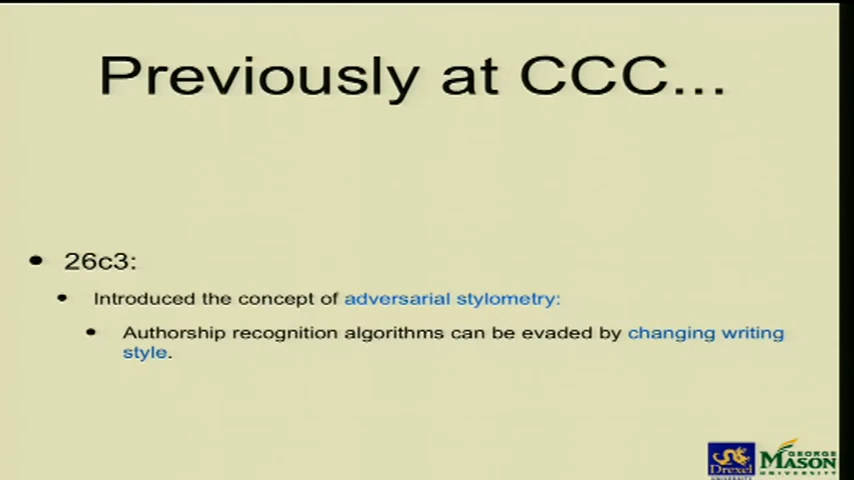 Previously at CCC...
26c3:
Introduced the concept of adversarial stylometry:
Authorship recognition algorithms can be evaded by changing writing
style.
Drexel
UNIVERSITY
GEORGE
MASON
UNIVERSITY